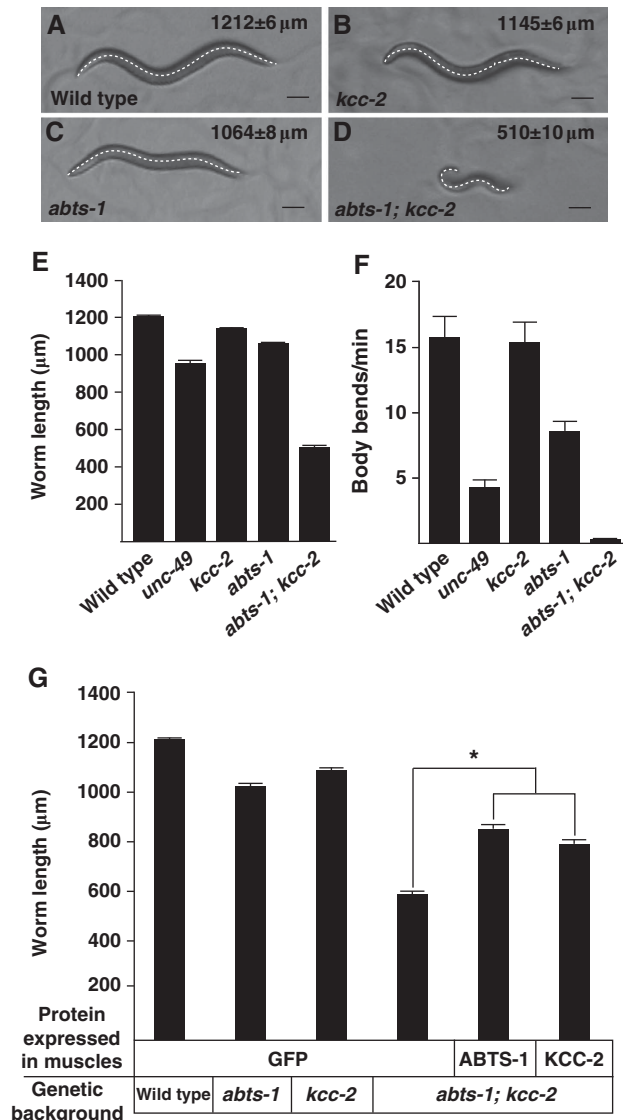 A
1212±6 μm
Wild type
B
1145±6 μm
kcc-2
C
1064±8 μm
abts-1
D
510±10 μm
abts-1; kcc-2
E
1400
1200
1000
800
600
400
200
Worm length (μm)
Wild type
unc-49
kcc-2
abts-1
abts-1; kcc-2
F
20
15
10
5
Body bends/min
Wild type
unc-49
kcc-2
abts-1
abts-1; kcc-2
G
1400
1200
1000
800
600
400
200
Worm length (μm)
*
Protein
expressed
in muscles
GFP
ABTS-1
KCC-2
Genetic
background
Wild type
abts-1
kcc-2
abts-1; kcc-2